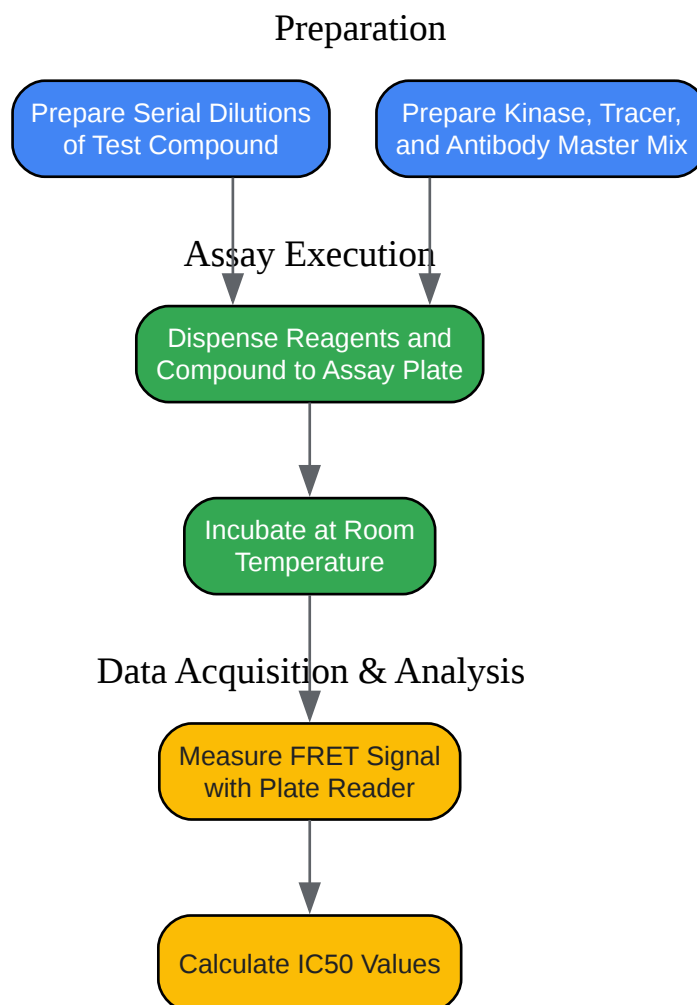 Preparation
Prepare Serial Dilutions
of Test Compound
Prepare Kinase, Tracer,
and Antibody Master Mix
Assay Execution
Dispense Reagents and
Compound to Assay Plate
Incubate at Room
Temperature
Data Acquisition & Analysis
Measure FRET Signal
with Plate Reader
Calculate IC50 Values